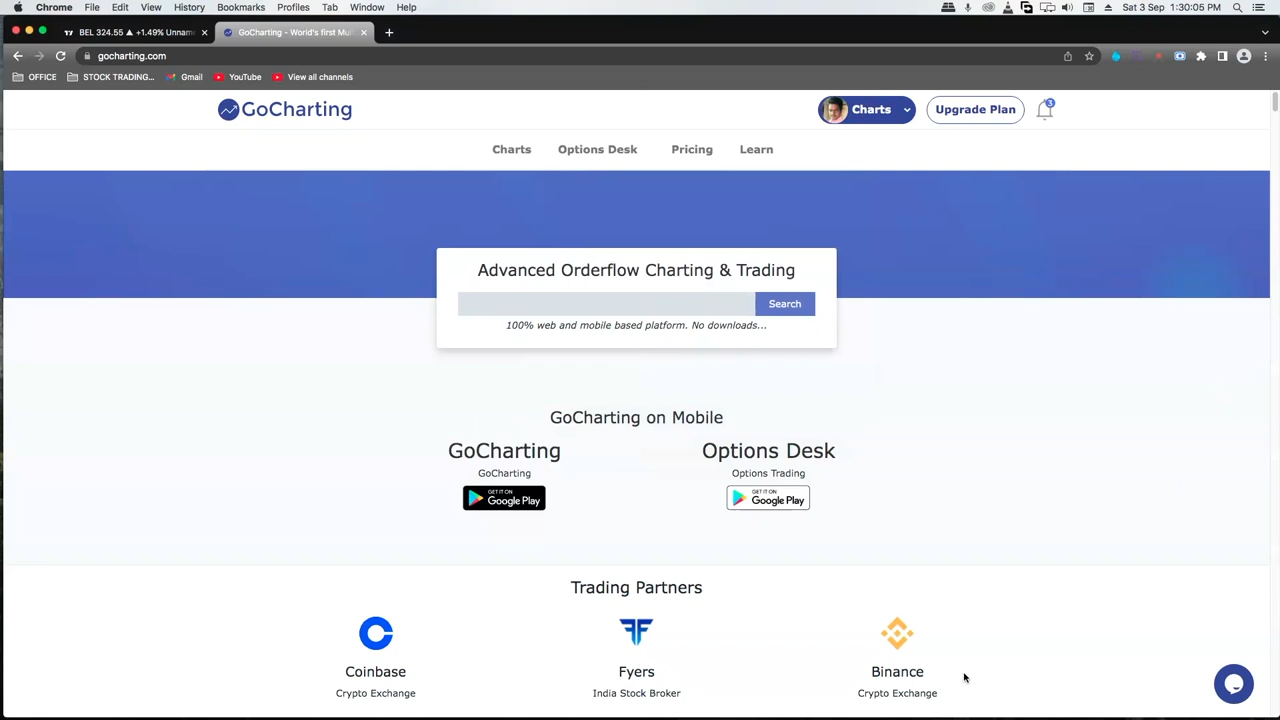 Chrome File Edit View History Bookmarks Profiles Tab Window Help Sat 3 Sep 1:30:05 PM
BEL 324.55 ▲ +1.49% Unnam GoCharting - World's first Mul
gocharting.com
OFFICE STOCK TRADING... Gmail YouTube View all channels
GoCharting Charts Upgrade Plan 3
Charts Options Desk Pricing Learn
Advanced Orderflow Charting & Trading
Search
100% web and mobile based platform. No downloads...
GoCharting on Mobile
GoCharting Options Desk
GoCharting Options Trading
GET IT ON GET IT ON
Google Play Google Play
Trading Partners
Coinbase Fyers Binance
Crypto Exchange India Stock Broker Crypto Exchange